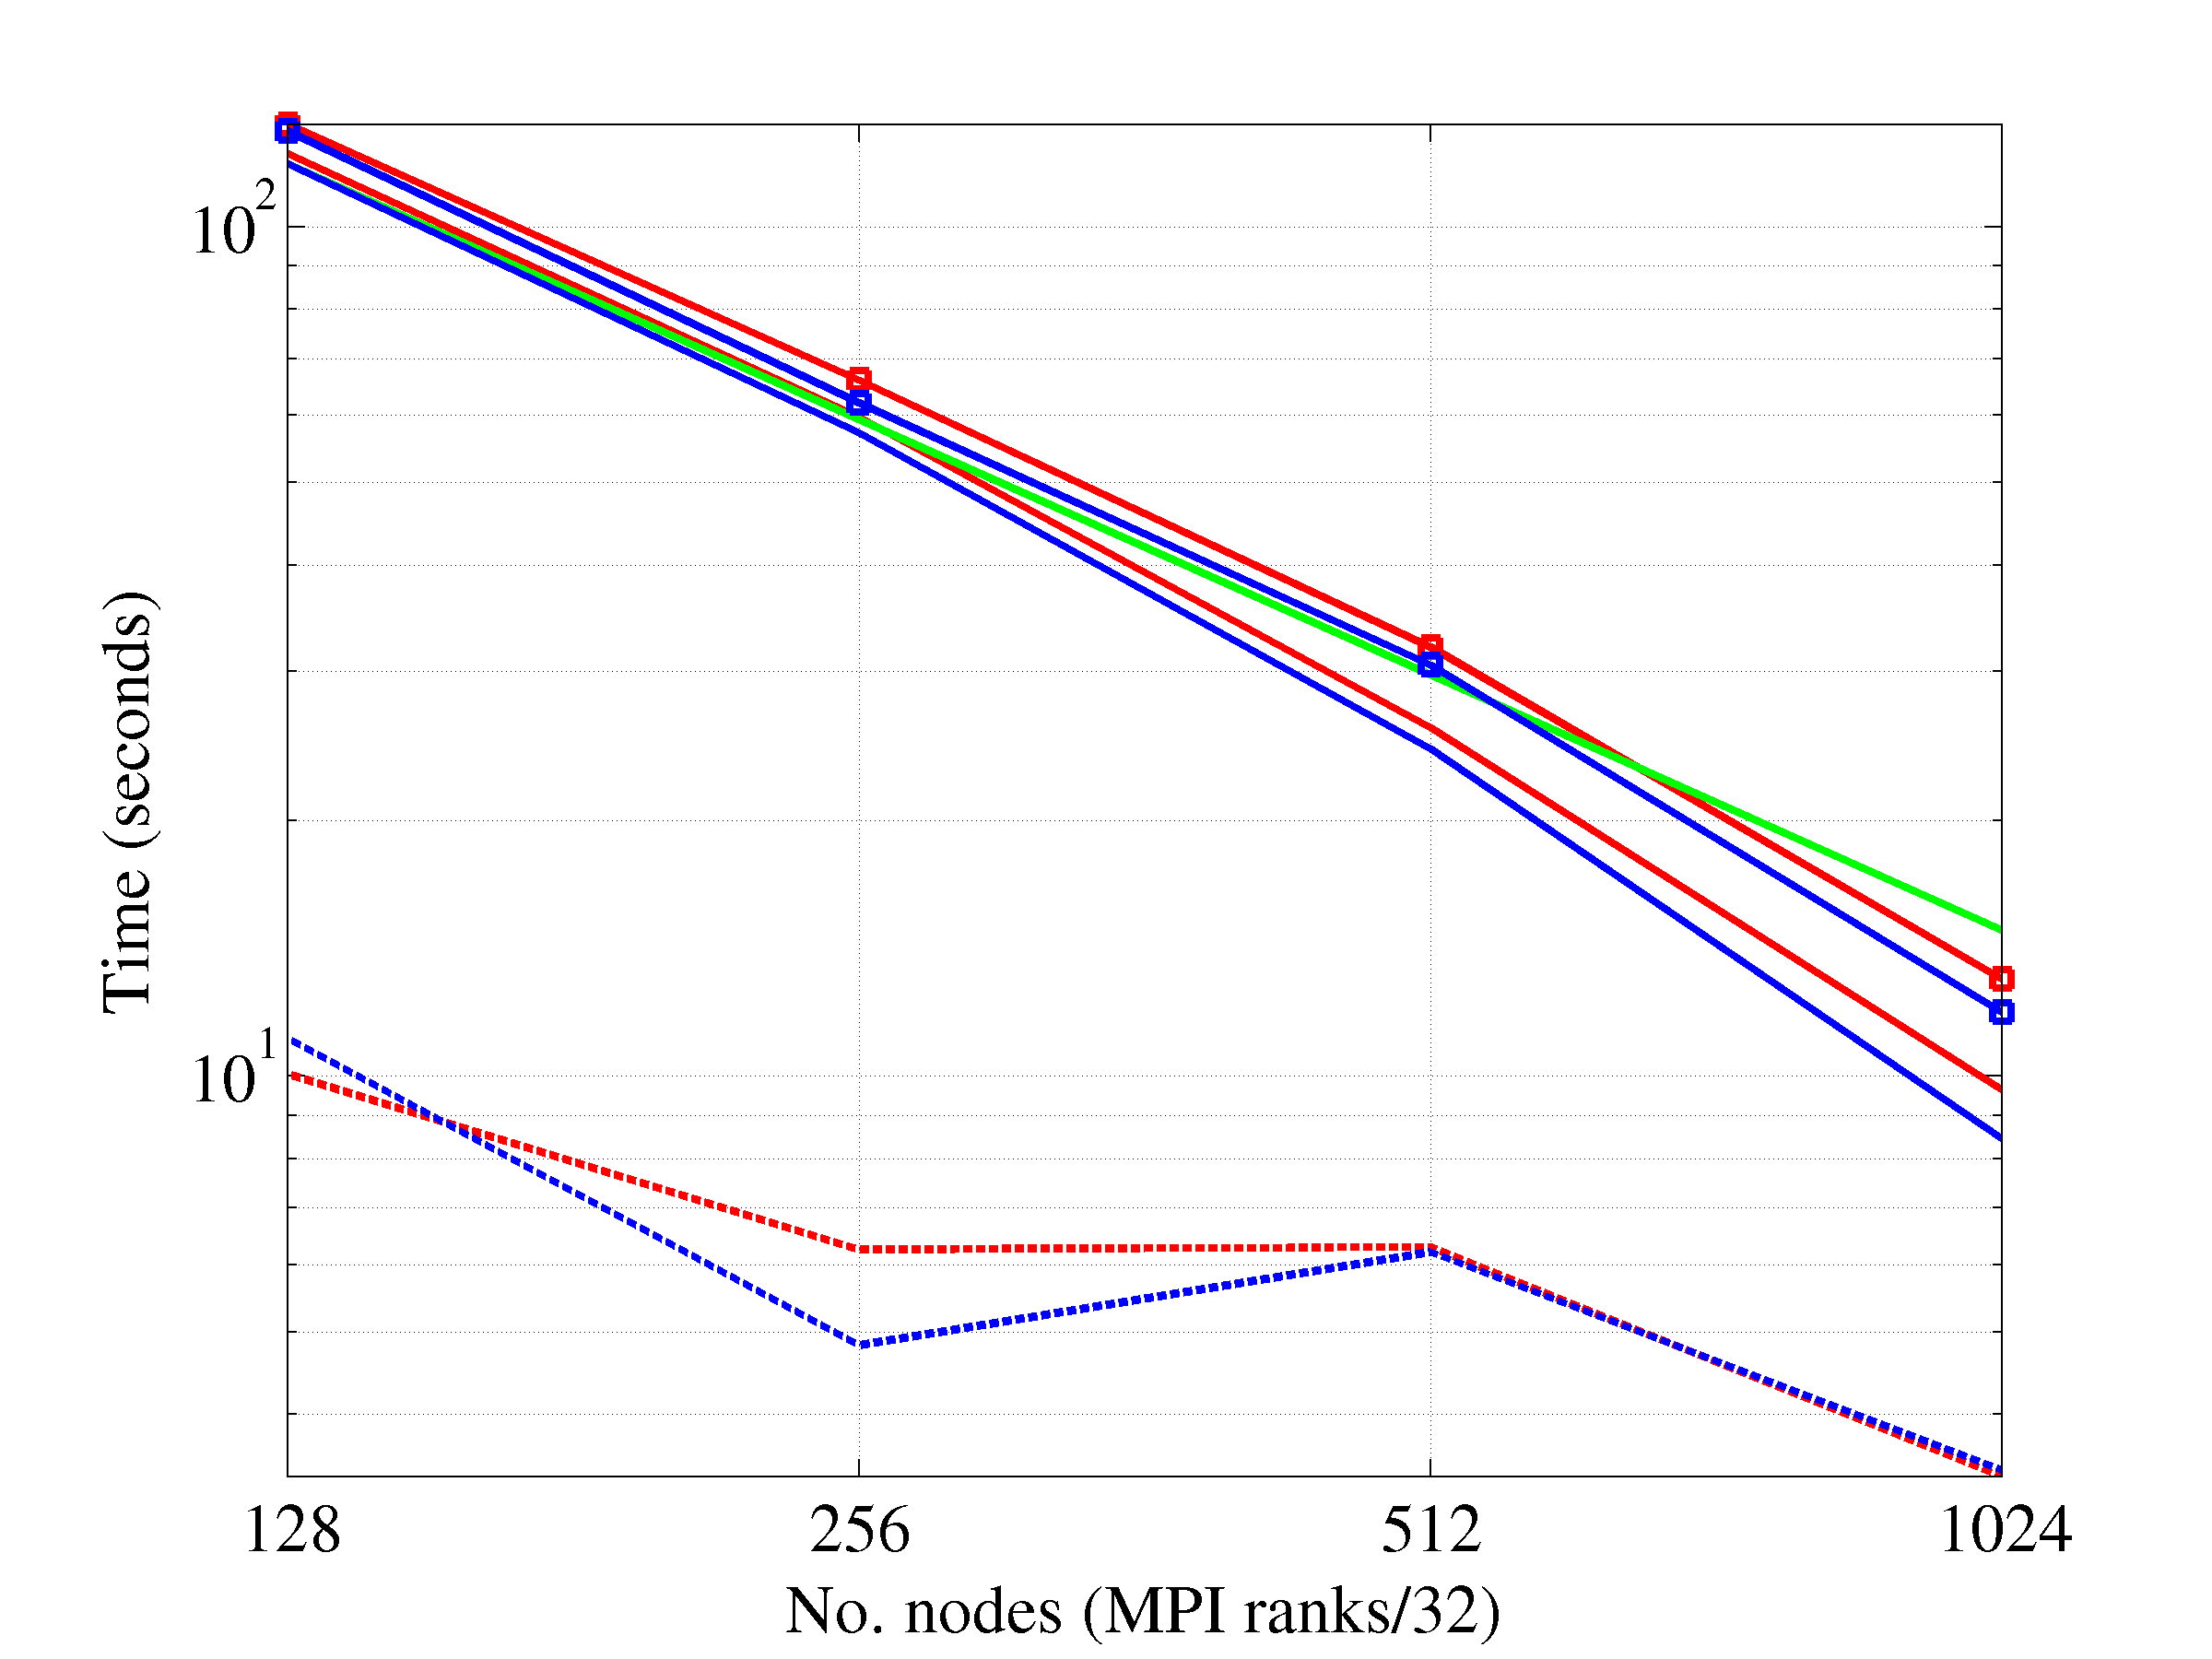 10^2
10^1
Time (seconds)
128 256 512 1024
No. nodes (MPI ranks/32)